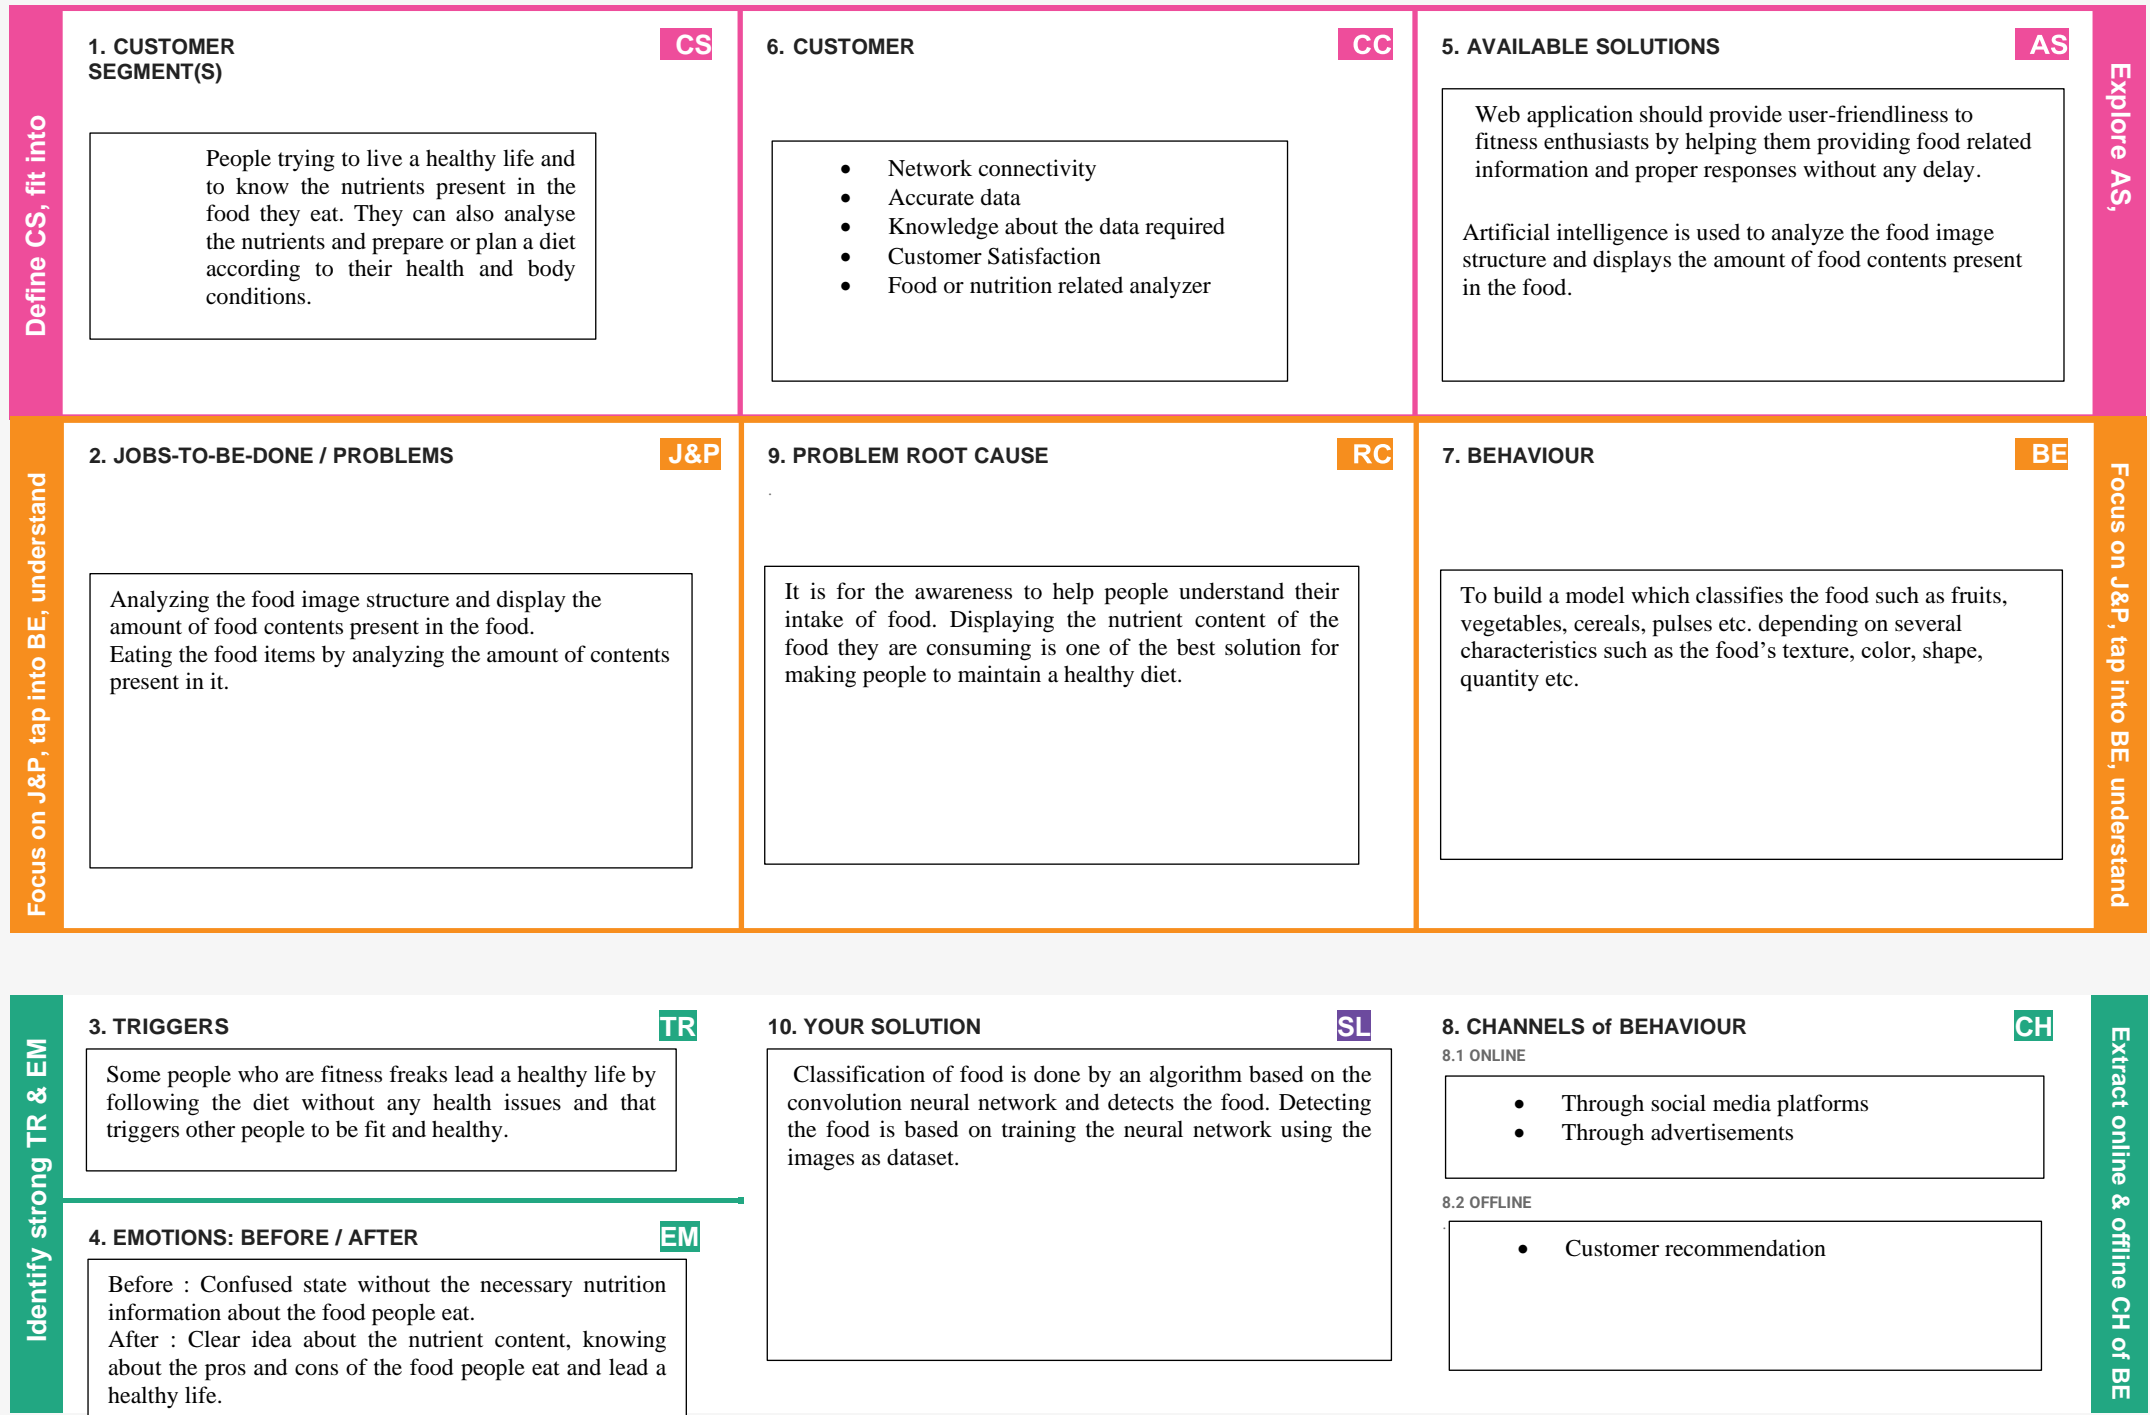 Define CS, fit into
1. CUSTOMER
SEGMENT(S)
CS
People trying to live a healthy life and
to know the nutrients present in the
food they eat. They can also analyse
the nutrients and prepare or plan a diet
according to their health and body
conditions.
6. CUSTOMER
CC
• Network connectivity
• Accurate data
• Knowledge about the data required
• Customer Satisfaction
• Food or nutrition related analyzer
5. AVAILABLE SOLUTIONS
AS
Web application should provide user-friendliness to
fitness enthusiasts by helping them providing food related
information and proper responses without any delay.
Artificial intelligence is used to analyze the food image
structure and displays the amount of food contents present
in the food.
Explore AS,
Focus on J&P, tap into BE, understand
2. JOBS-TO-BE-DONE / PROBLEMS
J&P
Analyzing the food image structure and display the
amount of food contents present in the food.
Eating the food items by analyzing the amount of contents
present in it.
9. PROBLEM ROOT CAUSE
RC
.
It is for the awareness to help people understand their
intake of food. Displaying the nutrient content of the
food they are consuming is one of the best solution for
making people to maintain a healthy diet.
7. BEHAVIOUR
BE
To build a model which classifies the food such as fruits,
vegetables, cereals, pulses etc. depending on several
characteristics such as the food’s texture, color, shape,
quantity etc.
Focus on J&P, tap into BE, understand
Identify strong TR & EM
3. TRIGGERS
TR
Some people who are fitness freaks lead a healthy life by
following the diet without any health issues and that
triggers other people to be fit and healthy.
4. EMOTIONS: BEFORE / AFTER
EM
Before : Confused state without the necessary nutrition
information about the food people eat.
After : Clear idea about the nutrient content, knowing
about the pros and cons of the food people eat and lead a
healthy life.
10. YOUR SOLUTION
SL
Classification of food is done by an algorithm based on the
convolution neural network and detects the food. Detecting
the food is based on training the neural network using the
images as dataset.
8. CHANNELS of BEHAVIOUR
CH
8.1 ONLINE
• Through social media platforms
• Through advertisements
8.2 OFFLINE
.
• Customer recommendation
Extract online & offline CH of BE